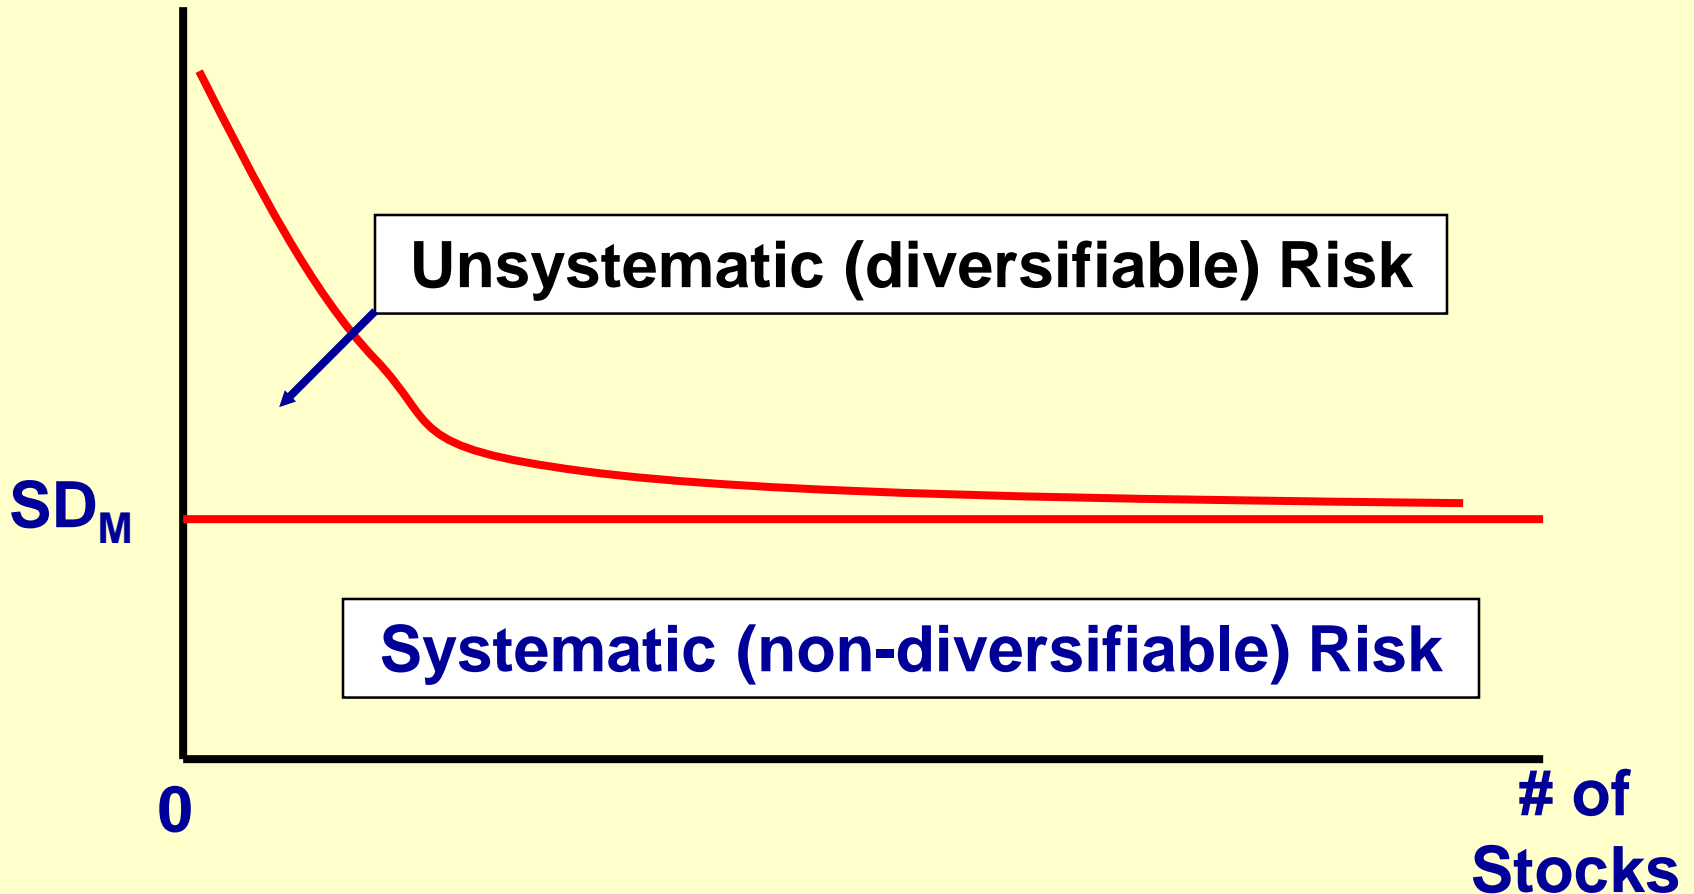 Unsystematic (diversifiable) Risk
SDM
Systematic (non-diversifiable) Risk
0
# of
Stocks